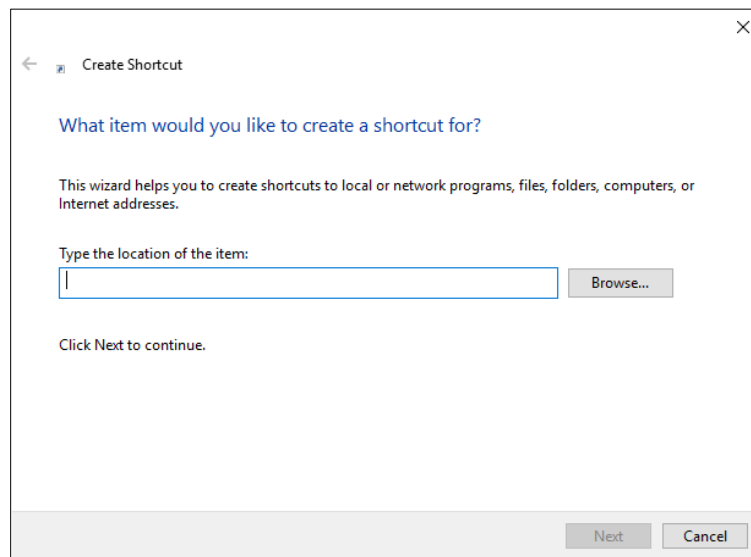 Create Shortcut
What item would you like to create a shortcut for?
This wizard helps you to create shortcuts to local or network programs, files, folders, computers, or
Internet addresses.
Type the location of the item:
Browse...
Click Next to continue.
Next
Cancel